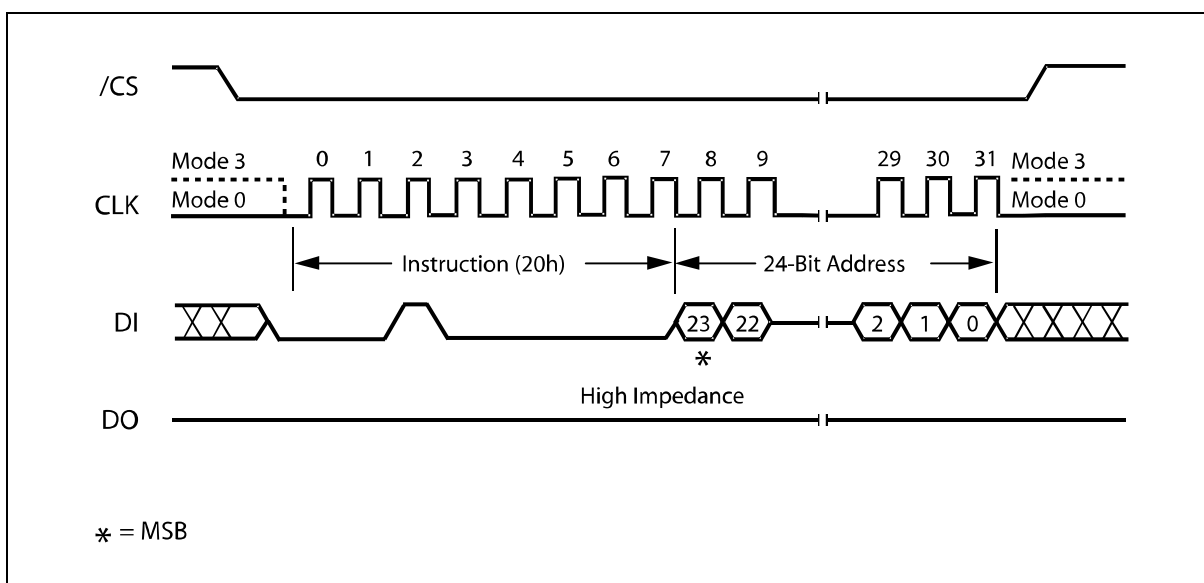 /CS
Mode 3
0 1 2 3 4 5 6 7 8 9 29 30 31
Mode 3
CLK
Mode 0
Mode 0
Instruction (20h)
24-Bit Address
DI
23 22 2 1 0
*
High Impedance
DO
* = MSB